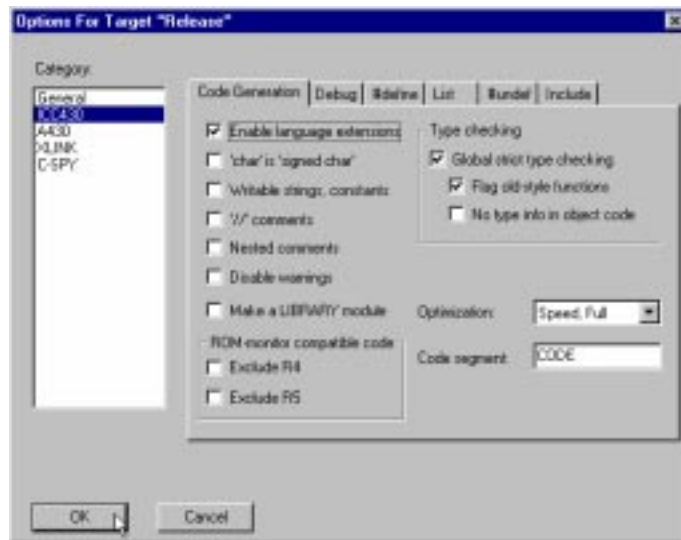 Options For Target "Release"
Category:
General
ICC430
A430
XLINK
C-SPY
Code Generation
Debug
#define
List
#undef
Include
Enable language extensions
'char' is 'signed char'
Writable strings, constants
'//' comments
Nested comments
Disable warnings
Make a LIBRARY module
ROM-monitor compatible code
Exclude R4
Exclude R5
Type checking
Global strict type checking
Flag old-style functions
No type info in object code
Optimization:
Speed, Full
Code segment:
CODE
OK
Cancel